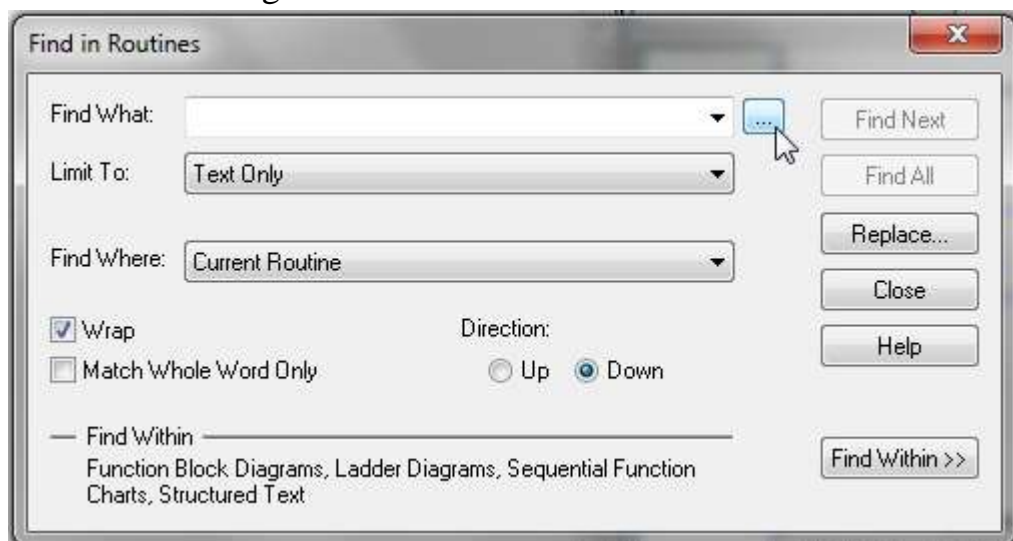 Find in Routines
Find What:
...
Find Next
Limit To:
Text Only
Find All
Replace...
Find Where:
Current Routine
Close
Wrap
Direction:
Help
Match Whole Word Only
Up
Down
Find Within
Function Block Diagrams, Ladder Diagrams, Sequential Function
Charts, Structured Text
Find Within >>